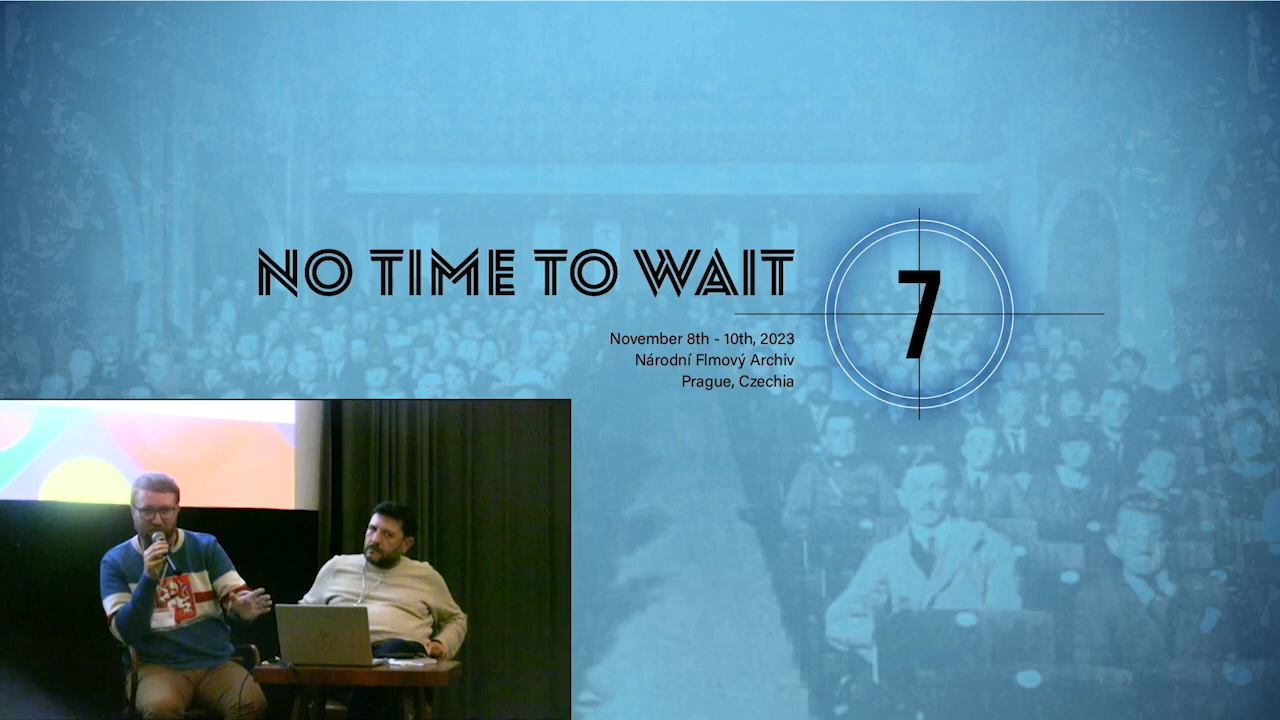 NO TIME TO WAIT
7
November 8th - 10th, 2023
Národní Flmový Archiv
Prague, Czechia